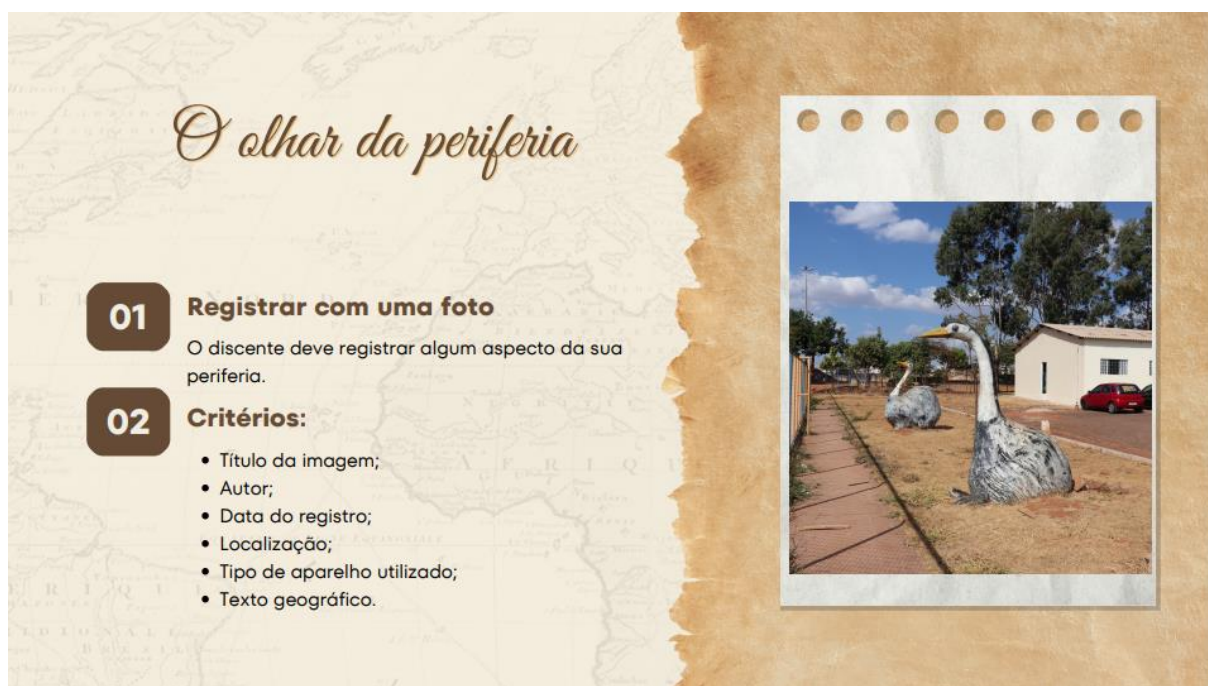 O olhar da periferia
01
Registrar com uma foto
O discente deve registrar algum aspecto da sua
periferia.
02
Critérios:
• Título da imagem;
• Autor;
• Data do registro;
• Localização;
• Tipo de aparelho utilizado;
• Texto geográfico.